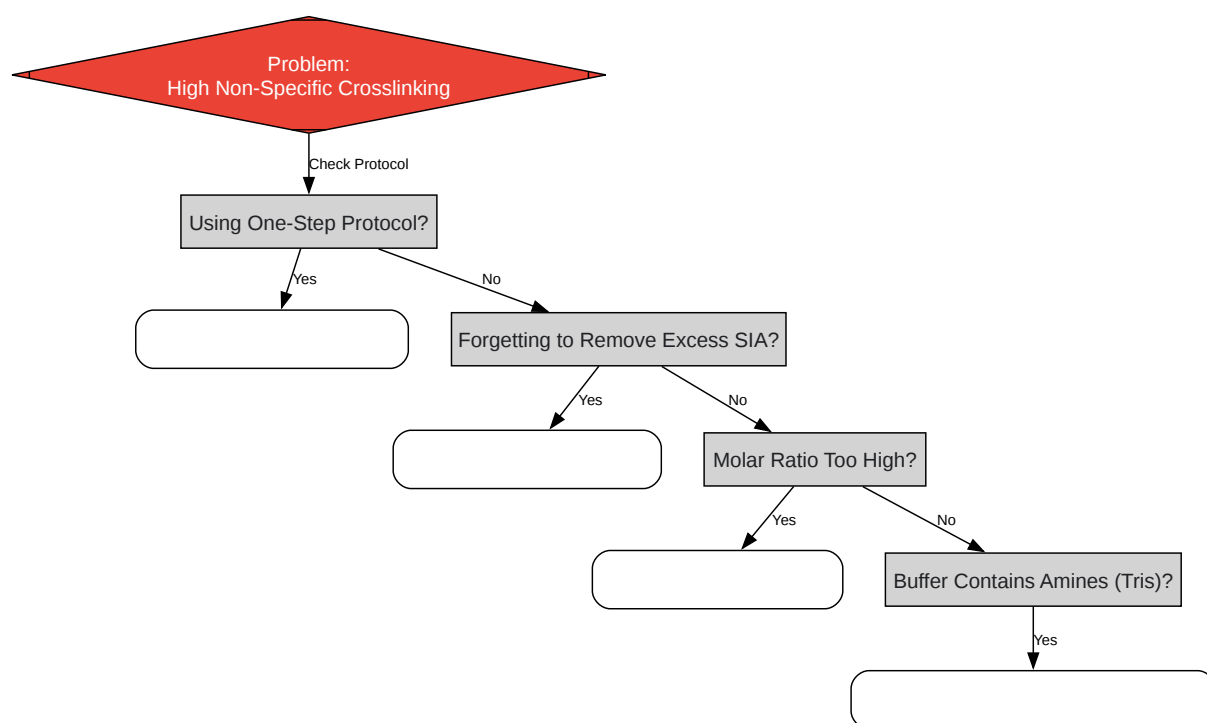 Problem:
High Non-Specific Crosslinking
Check Protocol
Using One-Step Protocol?
Yes
No
Forgetting to Remove Excess SIA?
Yes
No
Molar Ratio Too High?
Yes
No
Buffer Contains Amines (Tris)?
Yes